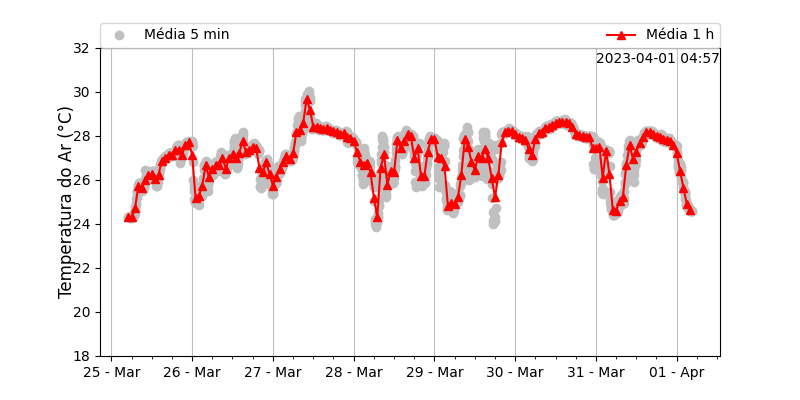 Média 5 min
Média 1 h
2023-04-01 04:57
Temperatura do Ar (°C)
32
30
28
26
24
22
20
18
25 - Mar
26 - Mar
27 - Mar
28 - Mar
29 - Mar
30 - Mar
31 - Mar
01 - Apr